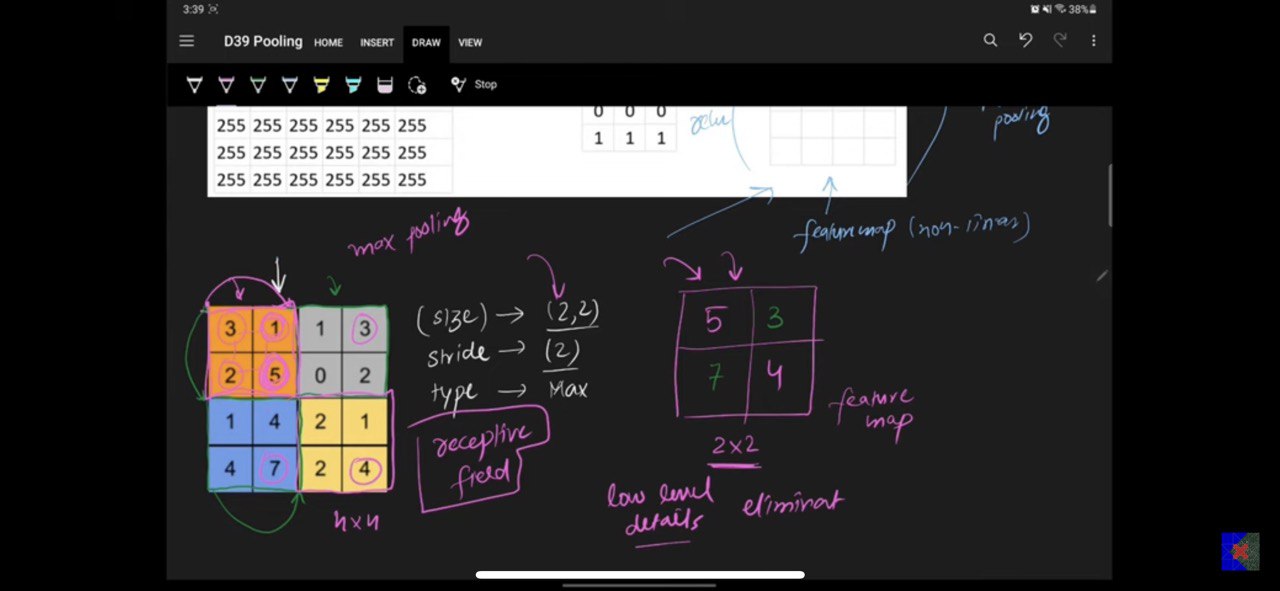 3:39
38%
D39 Pooling HOME INSERT DRAW VIEW
Stop
255 255 255 255 255 255
255 255 255 255 255 255
255 255 255 255 255 255
0 0 0
1 1 1
relu
pooling
feature map (non-linear)
max pooling
3 1 1 3
2 5 0 2
1 4 2 1
4 7 2 4
4x4
(size) → (2,2)
stride → (2)
type → Max
receptive
field
5 3
7 4
2x2
feature
map
low level
details
eliminat